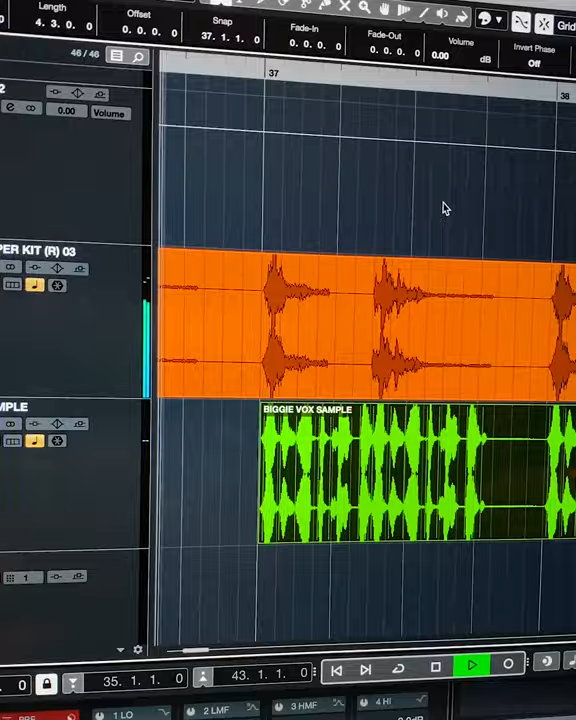 Length Offset Snap Fade-In Fade-Out Volume Invert Phase Grid
4. 3. 0. 0 0. 0. 0. 0 37. 1. 1. 0 0. 0. 0. 0 0. 0. 0. 0 0.00 dB Off
46 / 46
37 38
2
0.00 Volume
PER KIT (R) 03
MPLE
BIGGIE VOX SAMPLE
1
0 35. 1. 1. 0 43. 1. 1. 0
PRE 1 LO 2 LMF 3 HMF 4 HI